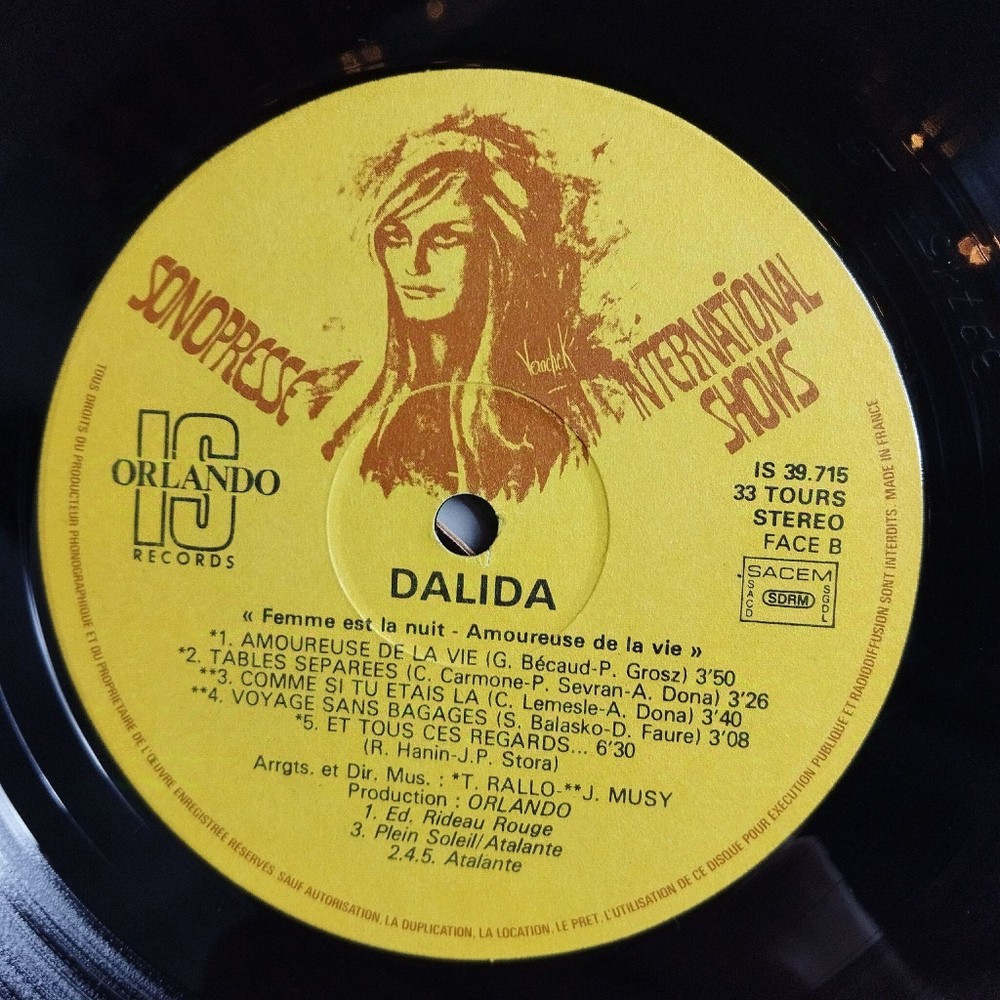 SONOPRESSE
INTERNATIONAL
SHOWS
Verochek
IS
ORLANDO
RECORDS
IS 39.715
33 TOURS
STEREO
FACE B
SACEM
SACD
SDRM
SGDL
DALIDA
« Femme est la nuit - Amoureuse de la vie »
*1. AMOUREUSE DE LA VIE (G. Bécaud-P. Grosz) 3'50
*2. TABLES SEPAREES (C. Carmone-P. Sevran-A. Dona) 3'26
**3. COMME SI TU ETAIS LA (C. Lemesle-A. Dona) 3'40
**4. VOYAGE SANS BAGAGES (S. Balasko-D. Faure) 3'08
*5. ET TOUS CES REGARDS... 6'30
(R. Hanin-J.P. Stora)
Arrgts. et Dir. Mus. : *T. RALLO-**J. MUSY
Production : ORLANDO
1. Ed. Rideau Rouge
3. Plein Soleil/Atalante
2.4.5. Atalante
TOUS DROITS DU PRODUCTEUR PHONOGRAPHIQUE ET DU PROPRIETAIRE DE L'ŒUVRE ENREGISTRÉE RÉSERVES. SAUF AUTORISATION, LA DUPLICATION, LA LOCATION, LE PRET, L'UTILISATION DE CE DISQUE POUR EXECUTION PUBLIQUE ET RADIODIFFUSION SONT INTERDITS. MADE IN FRANCE